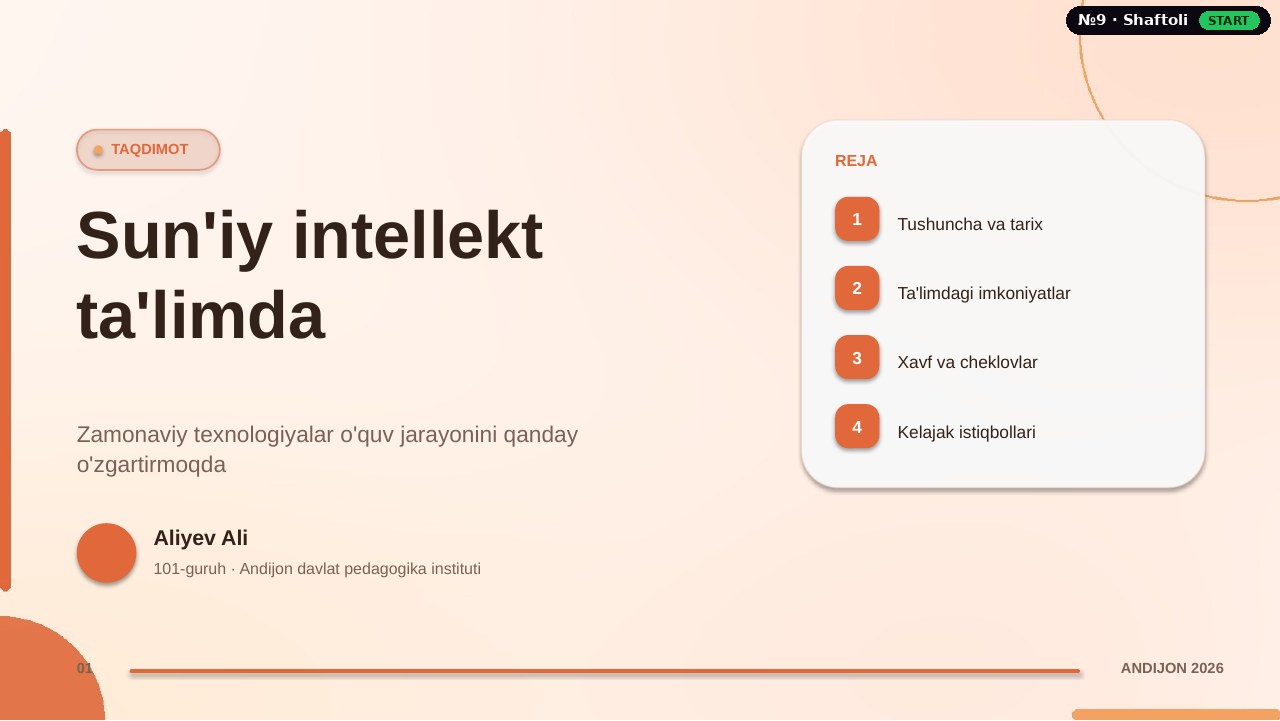 №9 · Shaftoli START
TAQDIMOT
Sun'iy intellekt
ta'limda
Zamonaviy texnologiyalar o'quv jarayonini qanday
o'zgartirmoqda
Aliyev Ali
101-guruh · Andijon davlat pedagogika instituti
REJA
1 Tushuncha va tarix
2 Ta'limdagi imkoniyatlar
3 Xavf va cheklovlar
4 Kelajak istiqbollari
01
ANDIJON 2026